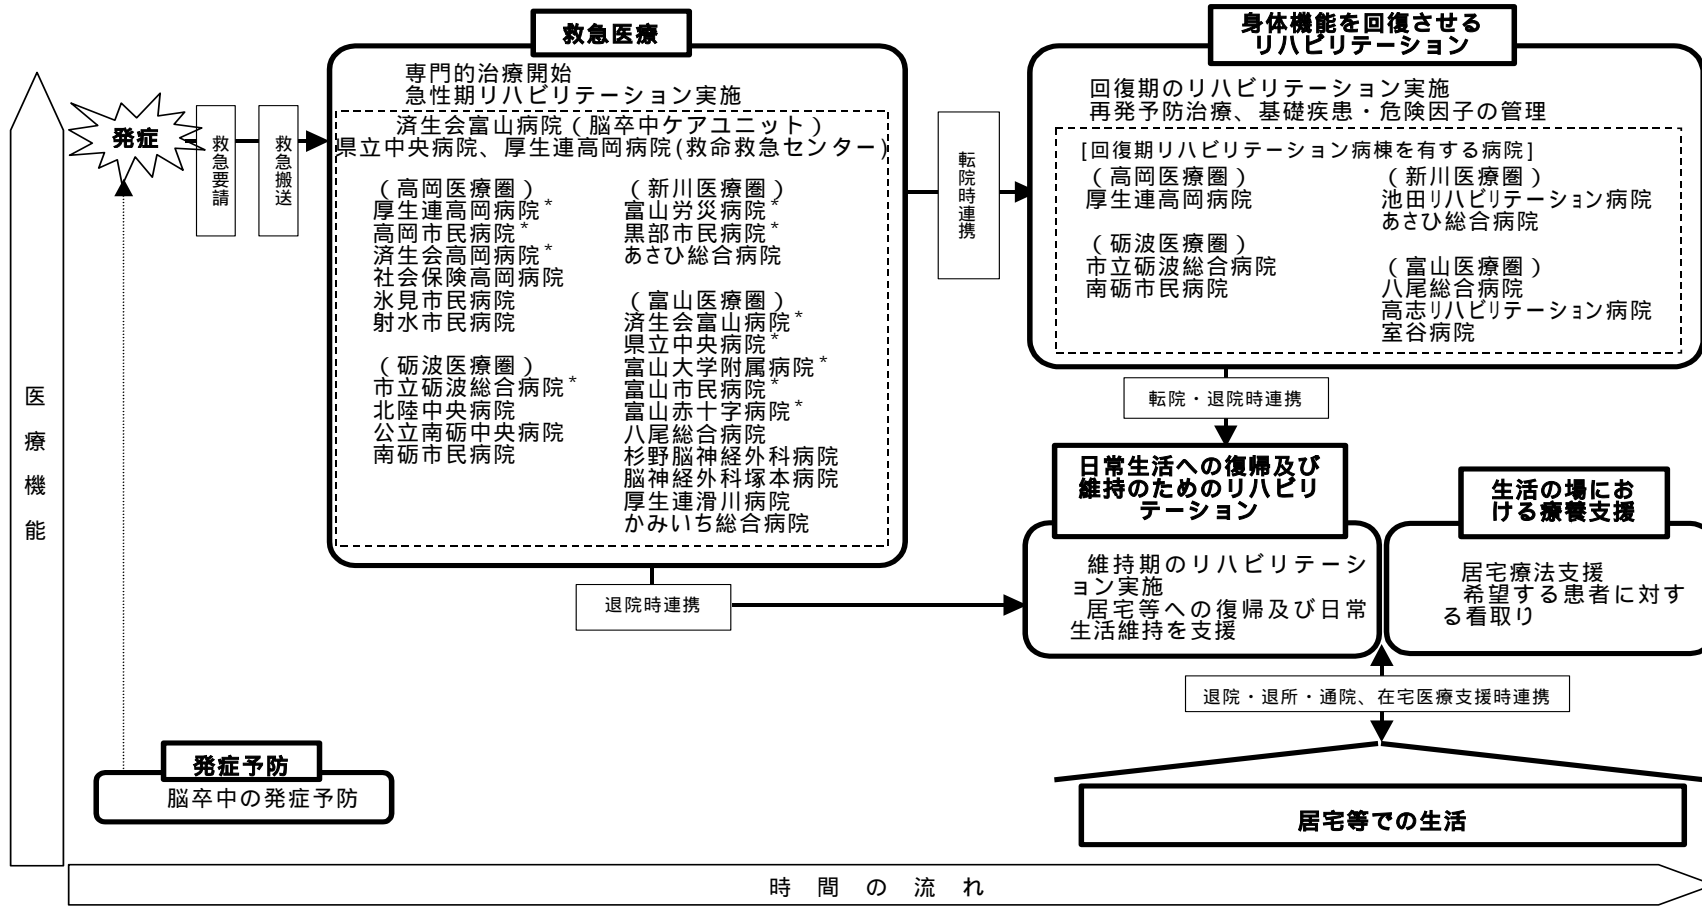 救急医療
専門的治療開始
急性期リハビリテーション実施
済生会富山病院（脳卒中ケアユニット）
県立中央病院、厚生連高岡病院(救命救急センター)
（高岡医療圏）
厚生連高岡病院*
高岡市民病院*
済生会高岡病院*
社会保険高岡病院
氷見市民病院
射水市民病院
（砺波医療圏）
市立砺波総合病院*
北陸中央病院
公立南砺中央病院
南砺市民病院
（新川医療圏）
富山労災病院*
黒部市民病院*
あさひ総合病院
（富山医療圏）
済生会富山病院*
県立中央病院*
富山大学附属病院*
富山市民病院*
富山赤十字病院*
八尾総合病院
杉野脳神経外科病院
脳神経外科塚本病院
厚生連滑川病院
かみいち総合病院
発症
救急要請
救急搬送
転院時連携
身体機能を回復させる
リハビリテーション
回復期のリハビリテーション実施
再発予防治療、基礎疾患・危険因子の管理
[回復期リハビリテーション病棟を有する病院]
（高岡医療圏）
厚生連高岡病院
（砺波医療圏）
市立砺波総合病院
南砺市民病院
（新川医療圏）
池田リハビリテーション病院
あさひ総合病院
（富山医療圏）
八尾総合病院
高志リハビリテーション病院
室谷病院
転院・退院時連携
日常生活への復帰及び
維持のためのリハビリ
テーション
維持期のリハビリテーシ
ョン実施
居宅等への復帰及び日常
生活維持を支援
生活の場にお
ける療養支援
居宅療法支援
希望する患者に対す
る看取り
退院時連携
退院・退所・通院、在宅医療支援時連携
居宅等での生活
発症予防
脳卒中の発症予防
医療機能
時間の流れ